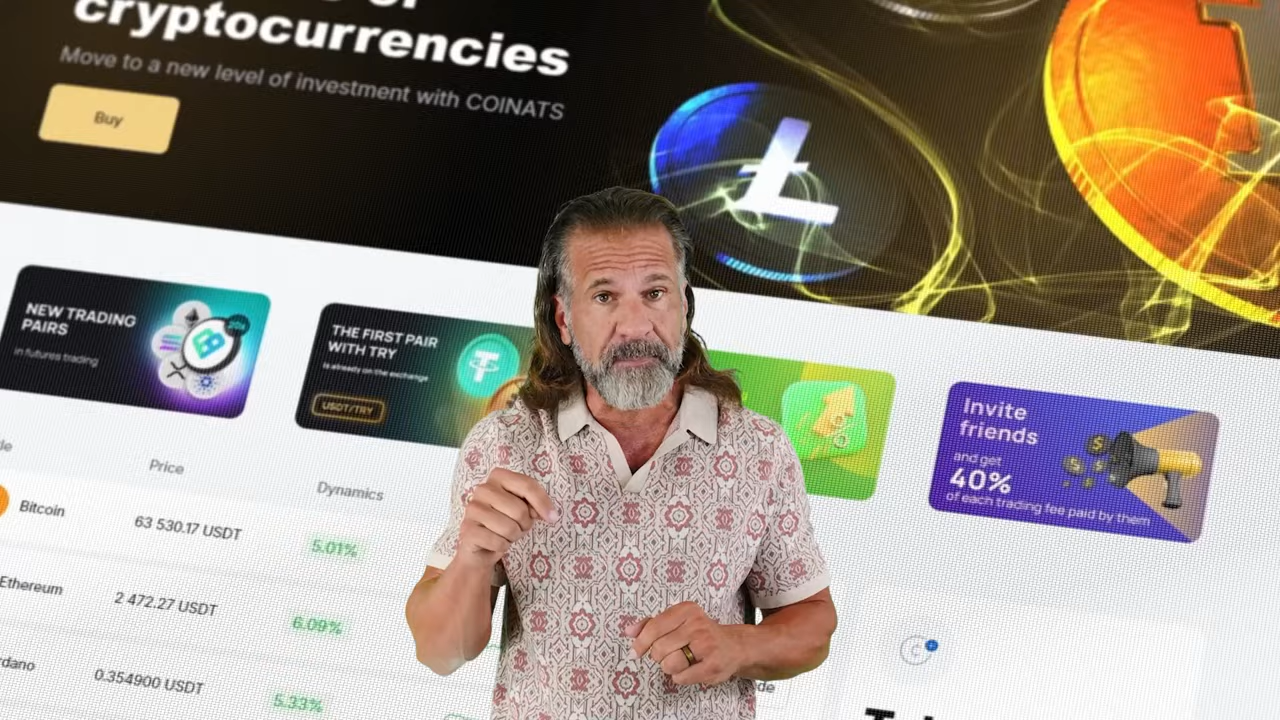 cryptocurrencies
Move to a new level of investment with COINATS
Buy
NEW TRADING
PAIRS
in futures trading
THE FIRST PAIR
WITH TRY
is already on the exchange
USDT/TRY
Invite
friends
and get
40%
of each trading fee paid by them
Price
Dynamics
Bitcoin
63 530.17 USDT
5.01%
Ethereum
2 472.27 USDT
6.09%
rdano
0.354900 USDT
5.33%